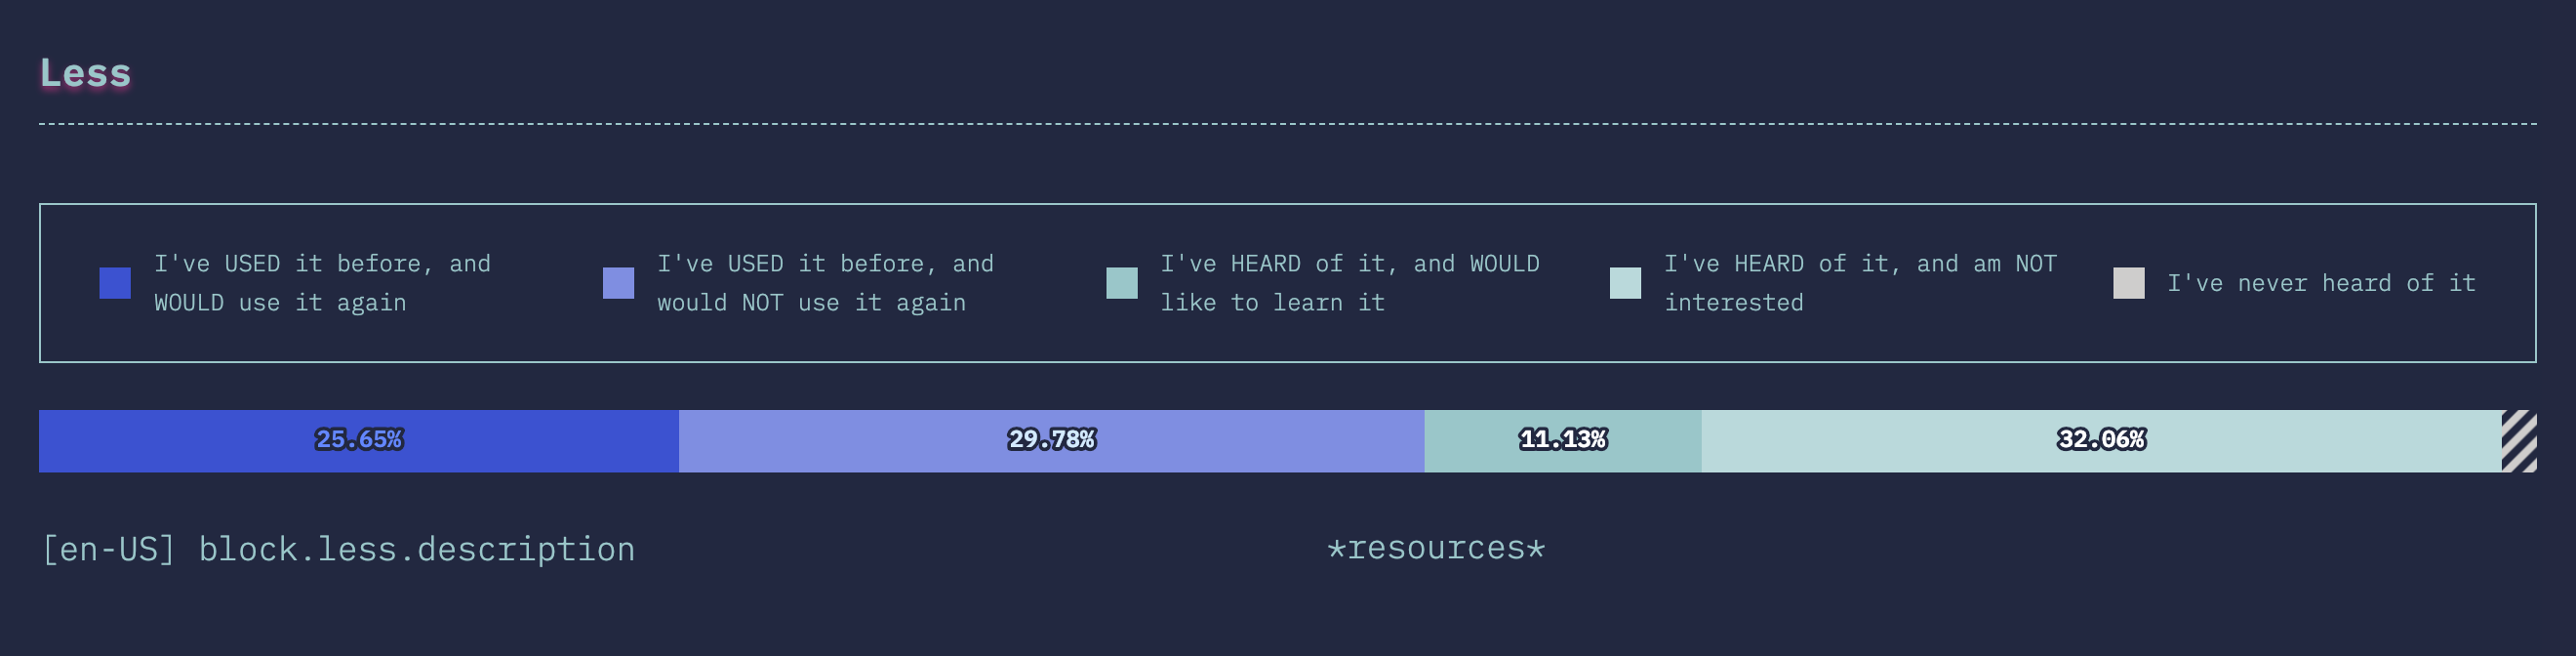 Less
I've USED it before, and
WOULD use it again
I've USED it before, and
would NOT use it again
I've HEARD of it, and WOULD
like to learn it
I've HEARD of it, and am NOT
interested
I've never heard of it
25.65%
29.78%
11.13%
32.06%
[en-US] block.less.description
*resources*